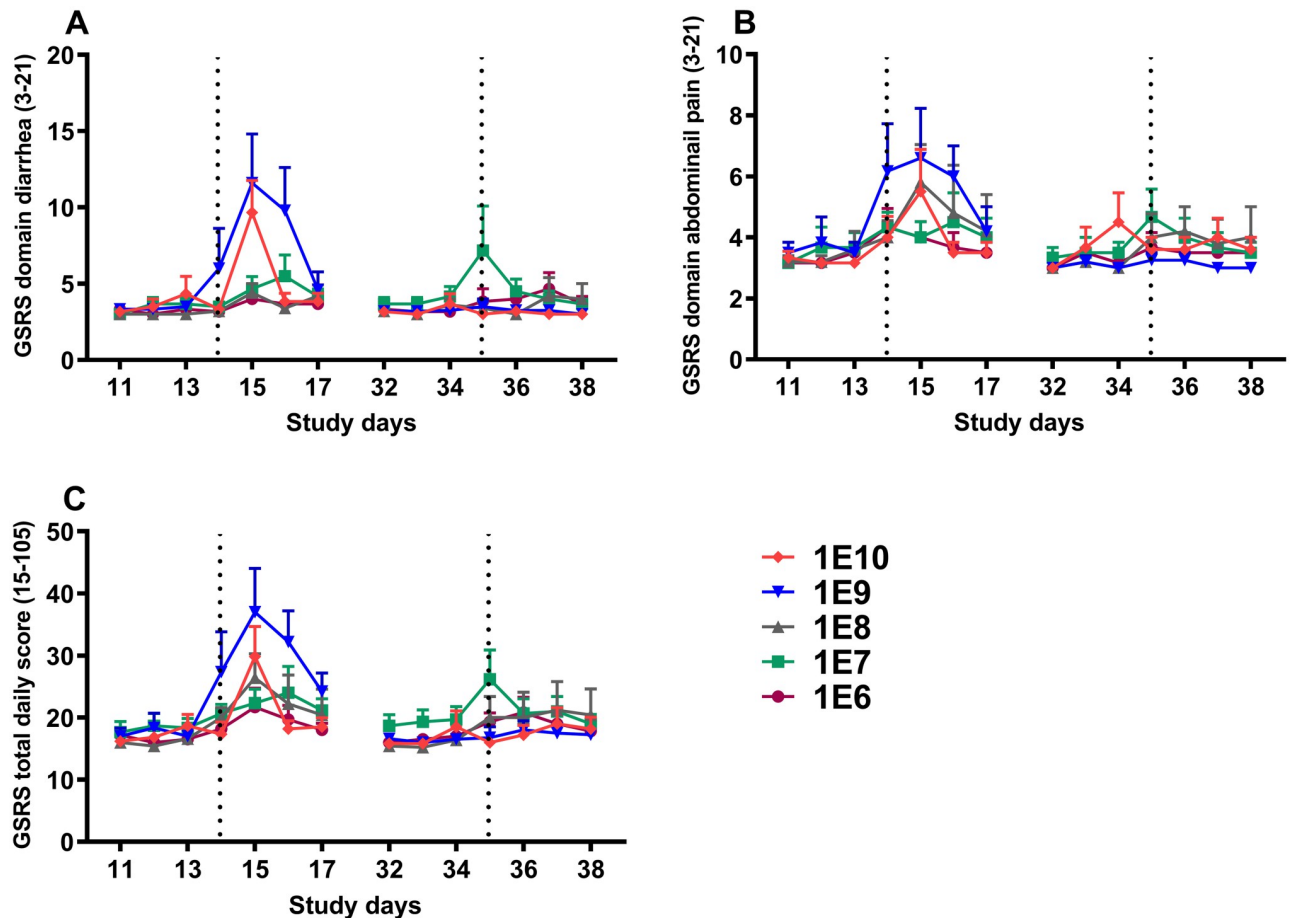 A
GSRS domain diarrhea (3-21)
20
15
10
5
0
11 13 15 17 32 34 36 38
Study days
B
GSRS domain abdominail pain (3-21)
10
8
6
4
2
0
11 13 15 17 32 34 36 38
Study days
C
GSRS total daily score (15-105)
50
40
30
20
10
0
11 13 15 17 32 34 36 38
Study days
1E10
1E9
1E8
1E7
1E6